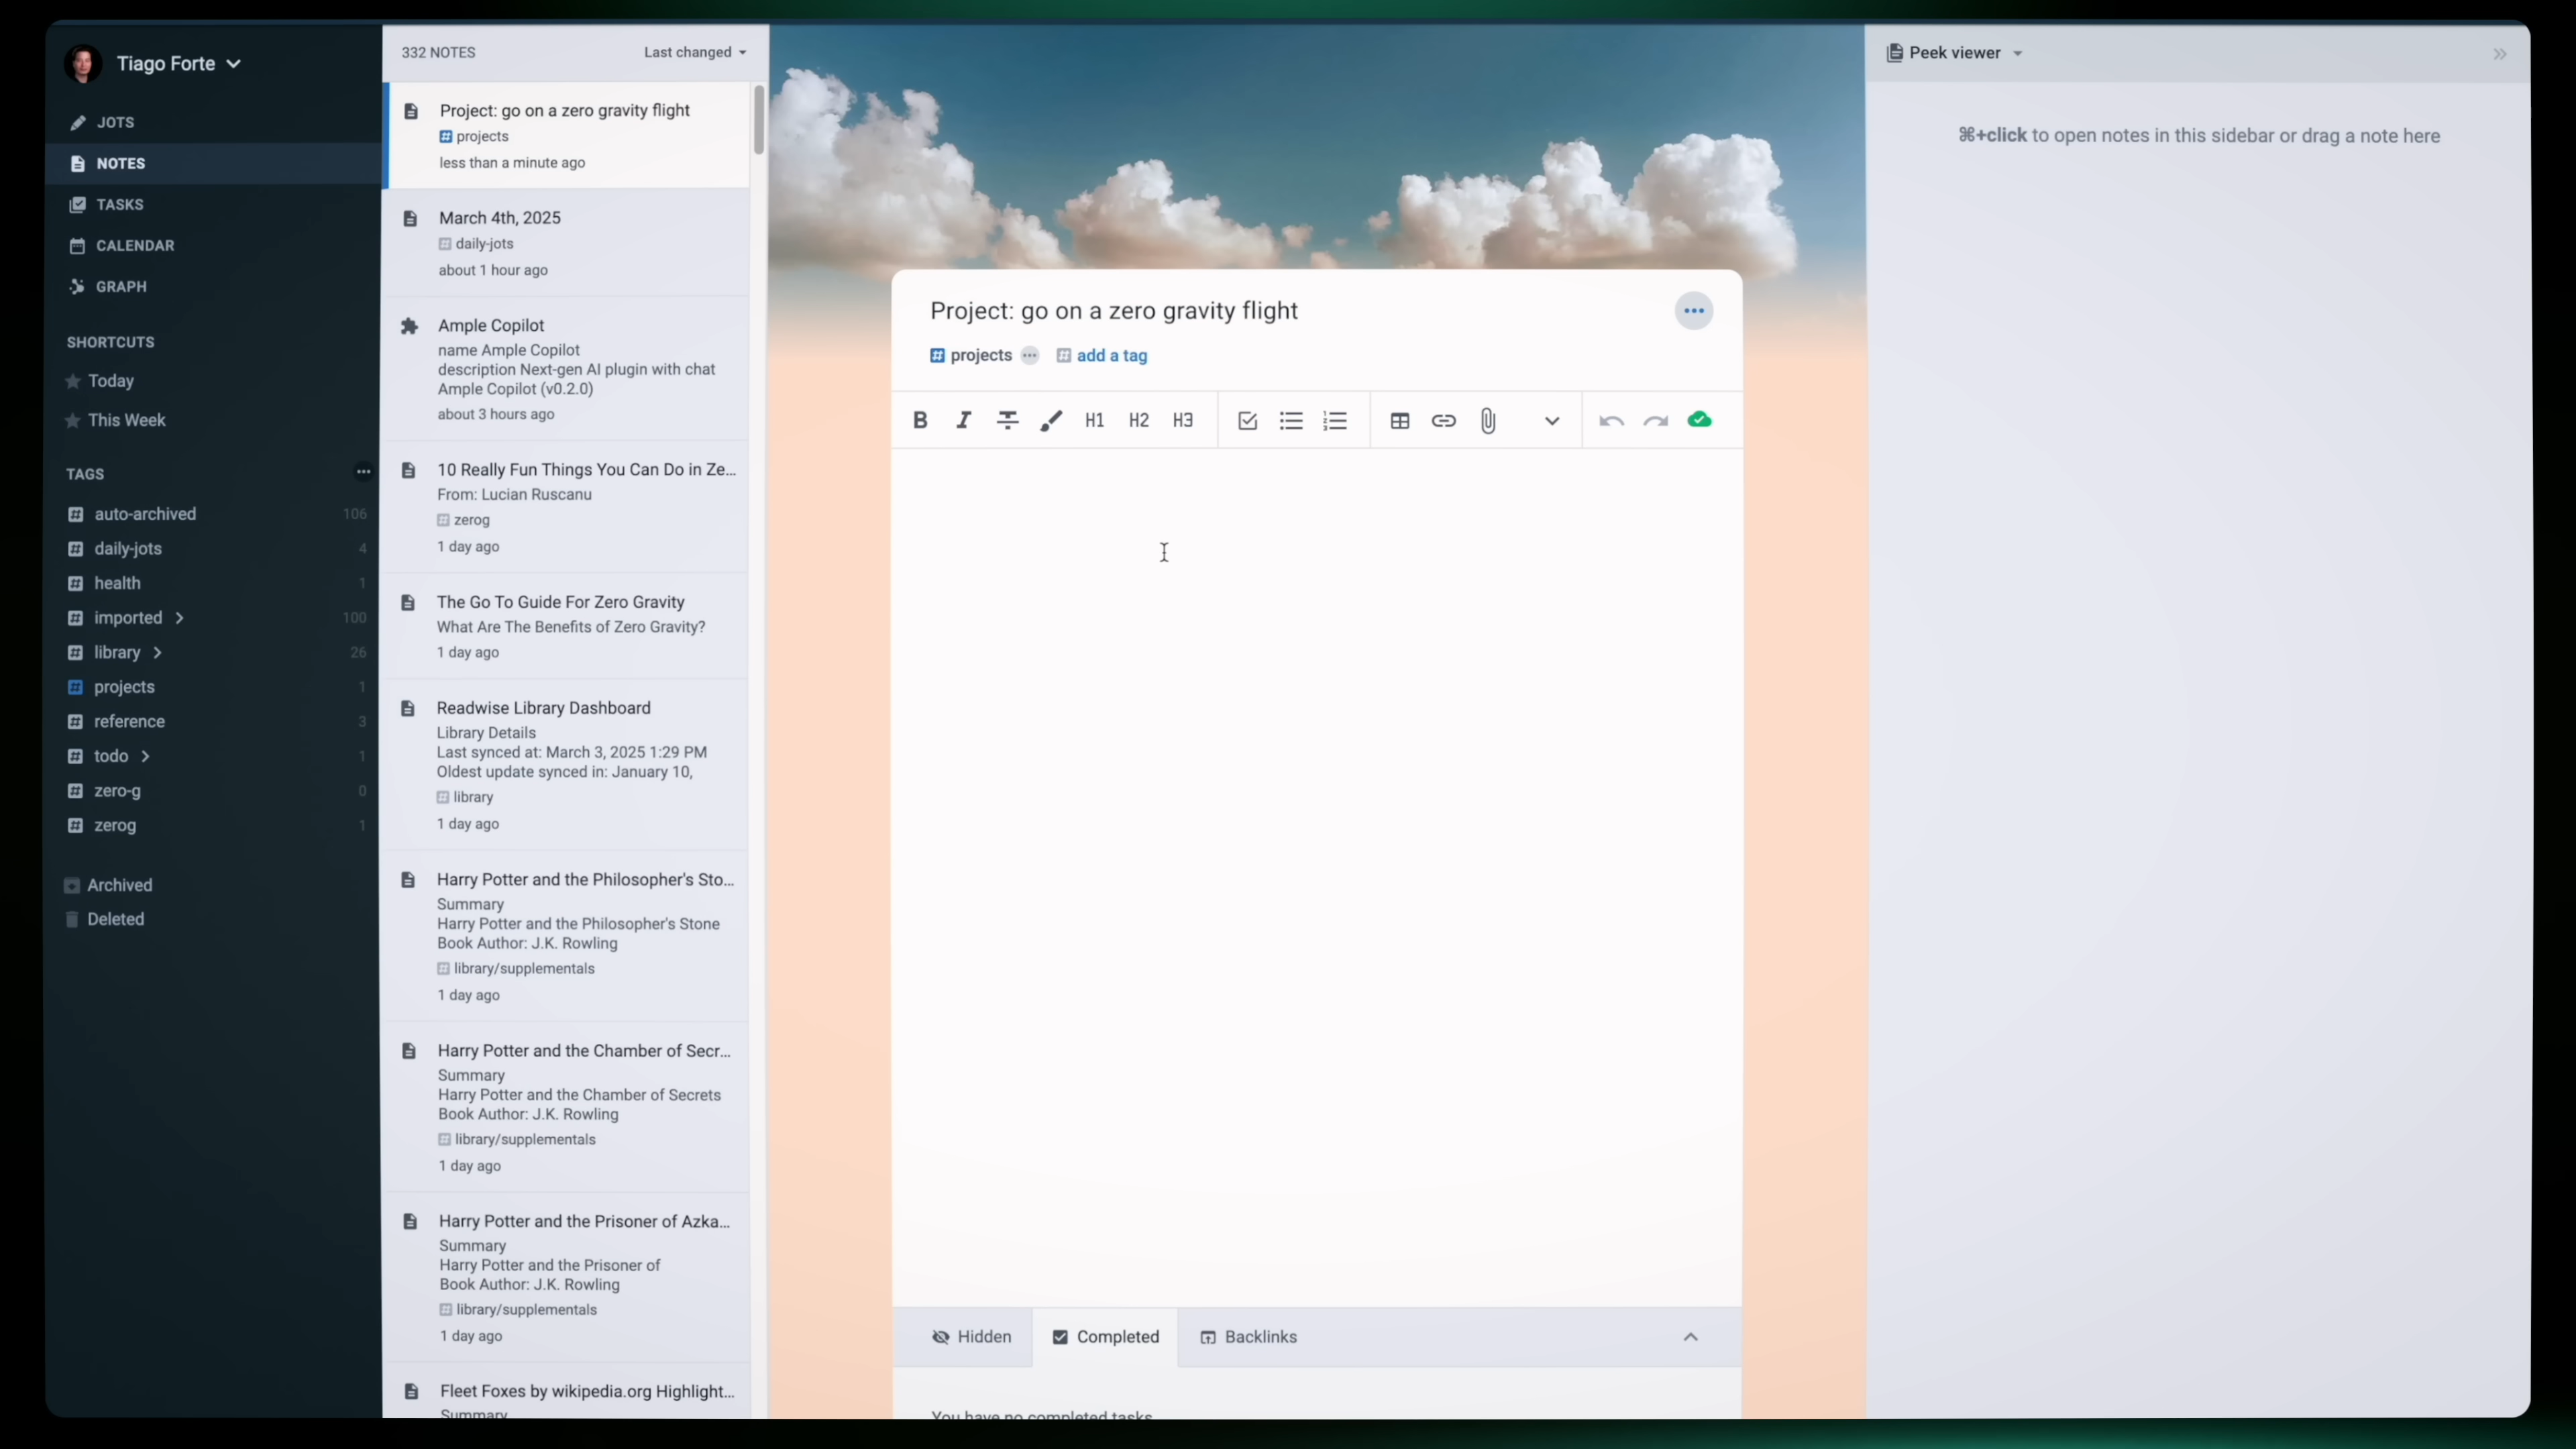 Tiago Forte
JOTS
NOTES
TASKS
CALENDAR
GRAPH
SHORTCUTS
Today
This Week
TAGS
auto-archived 106
daily-jots 4
health 1
imported 100
library 26
projects 1
reference 3
todo 1
zero-g 0
zerog 1
Archived
Deleted
332 NOTES Last changed
Project: go on a zero gravity flight
projects
less than a minute ago
March 4th, 2025
daily-jots
about 1 hour ago
Ample Copilot
name Ample Copilot
description Next-gen AI plugin with chat
Ample Copilot (v0.2.0)
about 3 hours ago
10 Really Fun Things You Can Do in Ze...
From: Lucian Ruscanu
zerog
1 day ago
The Go To Guide For Zero Gravity
What Are The Benefits of Zero Gravity?
1 day ago
Readwise Library Dashboard
Library Details
Last synced at: March 3, 2025 1:29 PM
Oldest update synced in: January 10,
library
1 day ago
Harry Potter and the Philosopher's Sto...
Summary
Harry Potter and the Philosopher's Stone
Book Author: J.K. Rowling
library/supplementals
1 day ago
Harry Potter and the Chamber of Secr...
Summary
Harry Potter and the Chamber of Secrets
Book Author: J.K. Rowling
library/supplementals
1 day ago
Harry Potter and the Prisoner of Azka...
Summary
Harry Potter and the Prisoner of
Book Author: J.K. Rowling
library/supplementals
1 day ago
Fleet Foxes by wikipedia.org Highlight...
Summary
Project: go on a zero gravity flight
projects add a tag
B I H1 H2 H3
Hidden Completed Backlinks
You have no completed tasks
Peek viewer
⌘+click to open notes in this sidebar or drag a note here